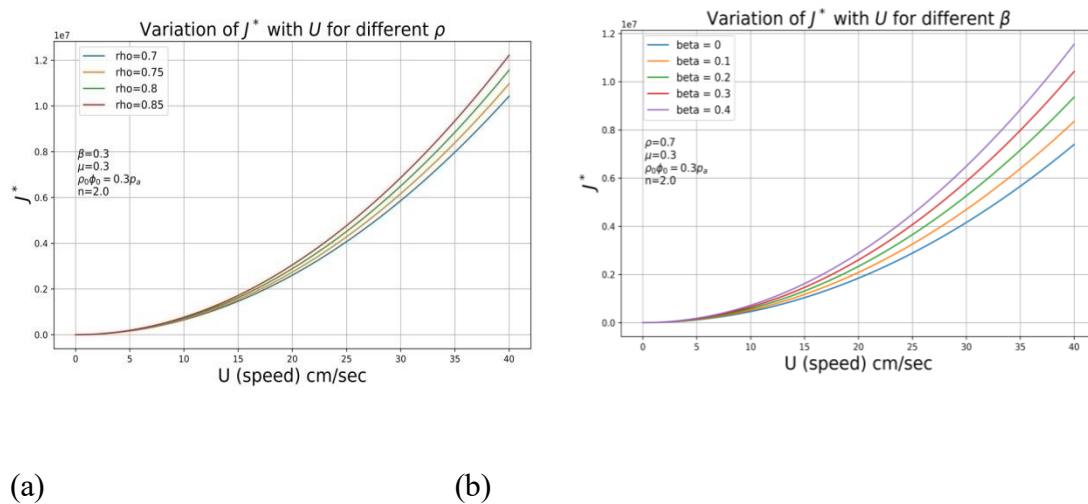 Variation of J* with U for different ρ
1e7
rho=0.7
rho=0.75
rho=0.8
rho=0.85
β=0.3
μ=0.3
ρ₀ϕ₀ = 0.3pₐ
n=2.0
J*
1.2
1.0
0.8
0.6
0.4
0.2
0.0
0 5 10 15 20 25 30 35 40
U (speed) cm/sec
Variation of J* with U for different β
1e7
beta = 0
beta = 0.1
beta = 0.2
beta = 0.3
beta = 0.4
ρ=0.7
μ=0.3
ρ₀ϕ₀ = 0.3pₐ
n=2.0
J*
1.2
1.0
0.8
0.6
0.4
0.2
0.0
0 5 10 15 20 25 30 35 40
U (speed) cm/sec
(a) (b)